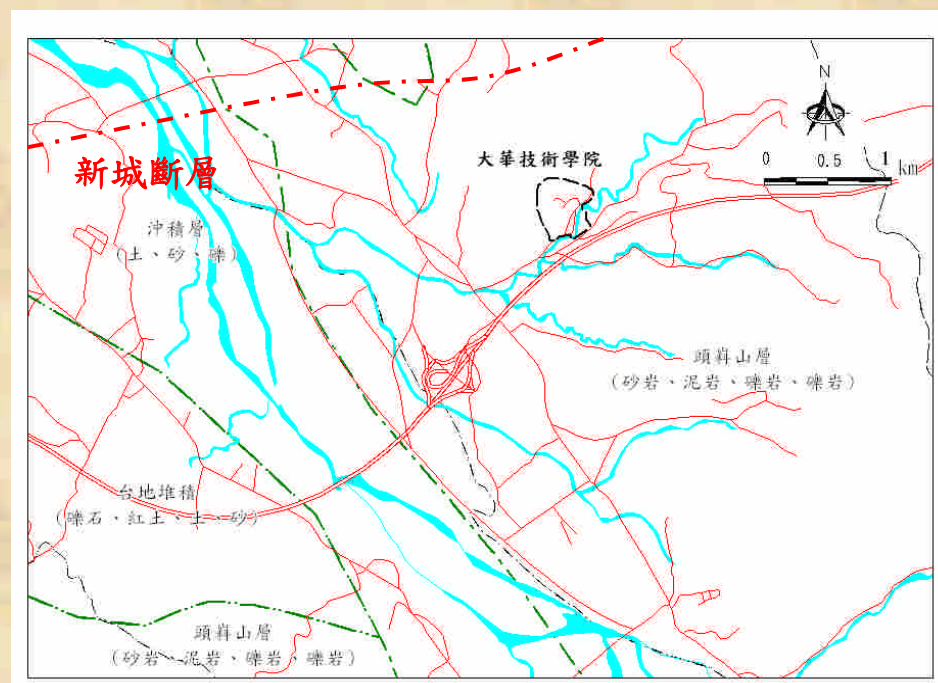 N
大華技術學院
0 0.5 1 km
新城斷層
沖積層
(土、砂、礫)
頭嵙山層
(砂岩、泥岩、礫岩、礫岩)
台地堆積
(礫石、紅土、土、砂)
頭嵙山層
(砂岩、泥岩、礫岩、礫岩)